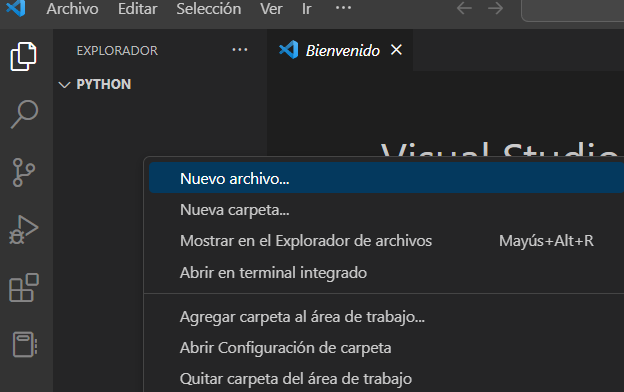 Archivo Editar Selección Ver Ir ···
EXPLORADOR ··· Bienvenido
PYTHON
Visual Studio
Nuevo archivo...
Nueva carpeta...
Mostrar en el Explorador de archivos Mayús+Alt+R
Abrir en terminal integrado
Agregar carpeta al área de trabajo...
Abrir Configuración de carpeta
Quitar carpeta del área de trabajo